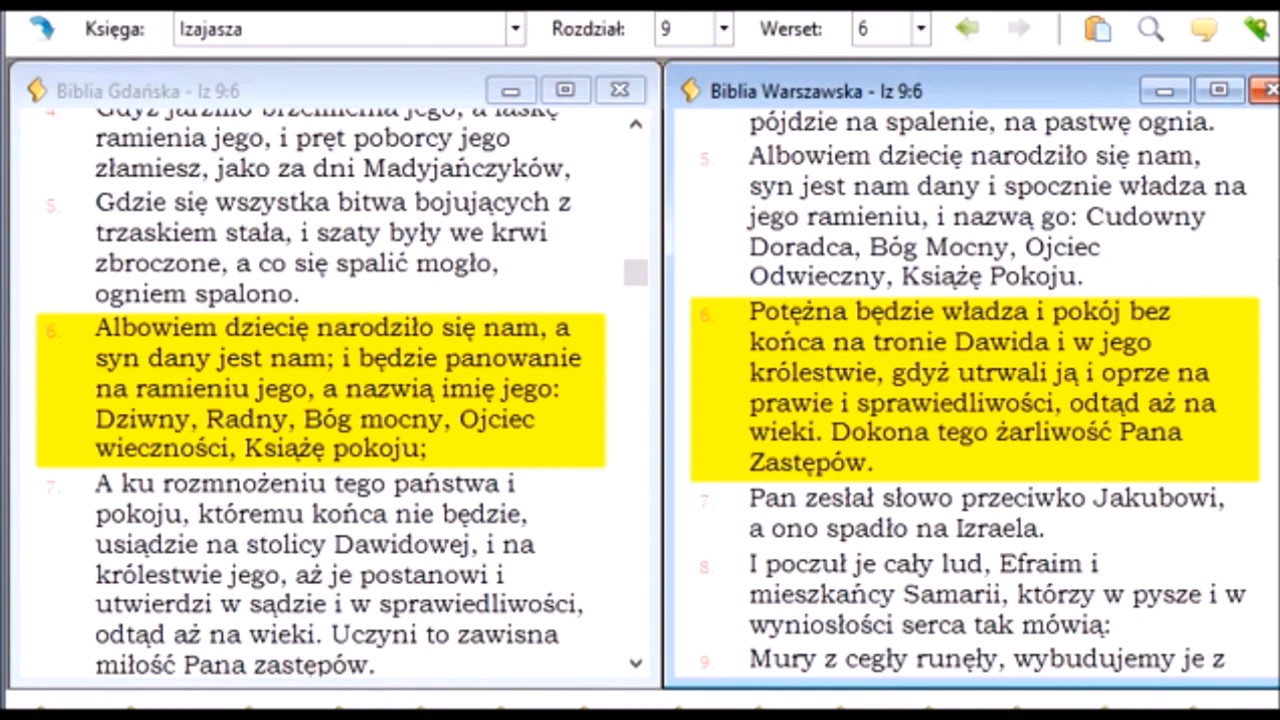 Księga: Izajasza Rozdział: 9 Werset: 6
Biblia Gdańska - Iz 9:6
4. Gdyż jarzmo brzemienia jego, a laskę
ramienia jego, i pręt poborcy jego
złamiesz, jako za dni Madyjańczyków,
5. Gdzie się wszystka bitwa bojujących z
trzaskiem stała, i szaty były we krwi
zbroczone, a co się spalić mogło,
ogniem spalono.
6. Albowiem dziecię narodziło się nam, a
syn dany jest nam; i będzie panowanie
na ramieniu jego, a nazwią imię jego:
Dziwny, Radny, Bóg mocny, Ojciec
wieczności, Książę pokoju;
7. A ku rozmnożeniu tego państwa i
pokoju, któremu końca nie będzie,
usiądzie na stolicy Dawidowej, i na
królestwie jego, aż je postanowi i
utwierdzi w sądzie i w sprawiedliwości,
odtąd aż na wieki. Uczyni to zawisna
miłość Pana zastępów.
Biblia Warszawska - Iz 9:6
pójdzie na spalenie, na pastwę ognia.
5. Albowiem dziecię narodziło się nam,
syn jest nam dany i spocznie władza na
jego ramieniu, i nazwą go: Cudowny
Doradca, Bóg Mocny, Ojciec
Odwieczny, Książę Pokoju.
6. Potężna będzie władza i pokój bez
końca na tronie Dawida i w jego
królestwie, gdyż utrwali ją i oprze na
prawie i sprawiedliwości, odtąd aż na
wieki. Dokona tego żarliwość Pana
Zastępów.
7. Pan zesłał słowo przeciwko Jakubowi,
a ono spadło na Izraela.
8. I poczuł je cały lud, Efraim i
mieszkańcy Samarii, którzy w pysze i w
wyniosłości serca tak mówią:
9. Mury z cegły runęły, wybudujemy je z